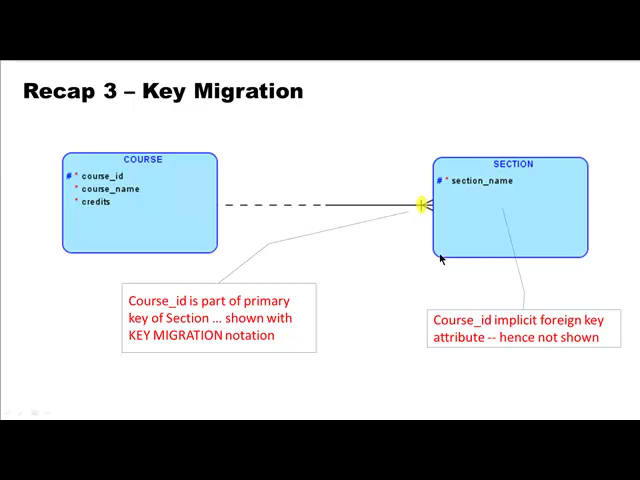 Recap 3 – Key Migration
COURSE
# * course_id
* course_name
* credits
SECTION
# * section_name
Course_id is part of primary
key of Section ... shown with
KEY MIGRATION notation
Course_id implicit foreign key
attribute -- hence not shown